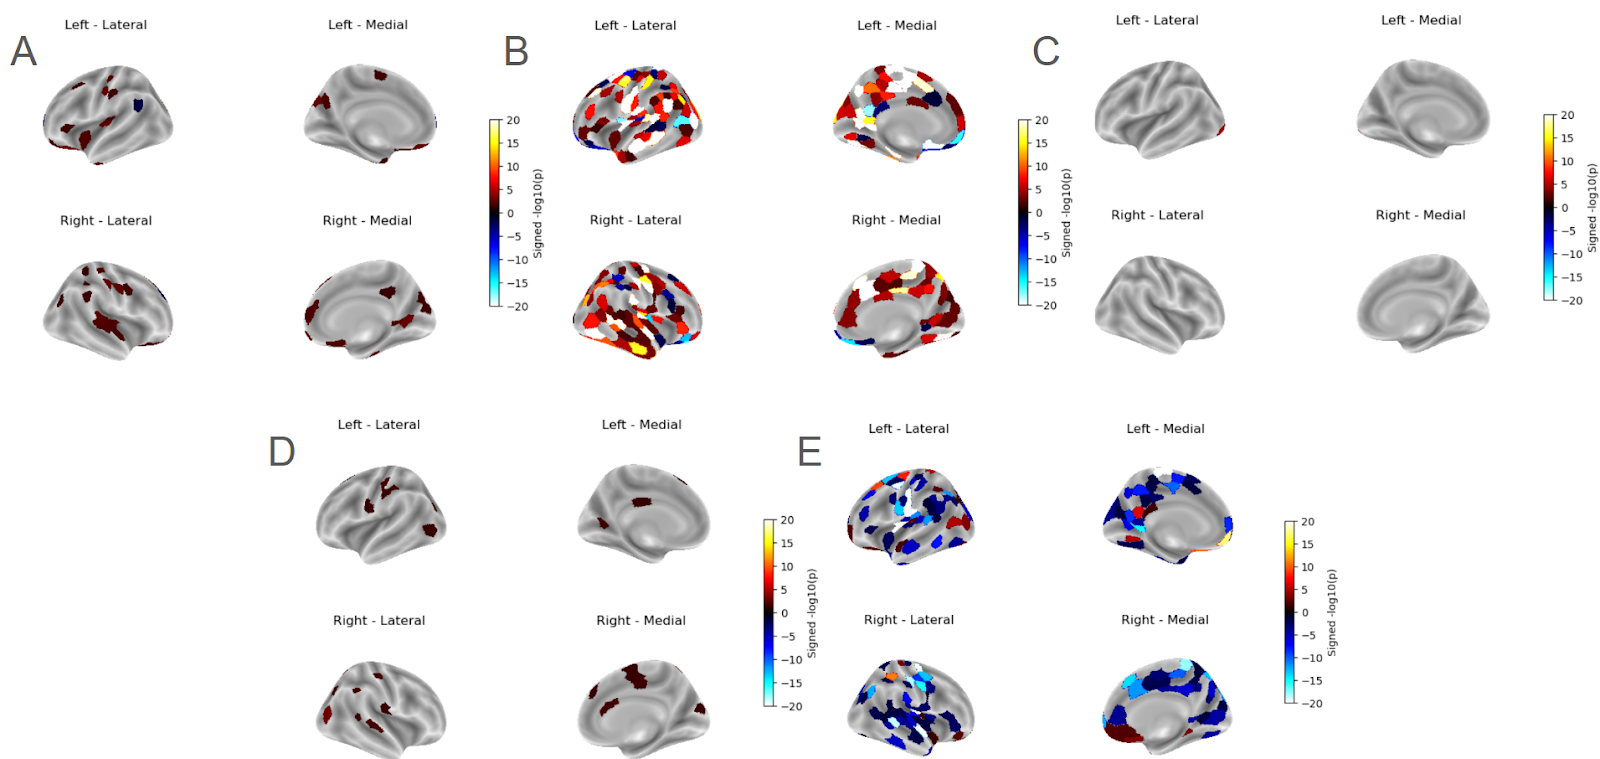 A
Left - Lateral
Left - Medial
Right - Lateral
Right - Medial
20
15
10
5
0
−5
−10
−15
−20
Signed -log10(p)
B
Left - Lateral
Left - Medial
Right - Lateral
Right - Medial
20
15
10
5
0
−5
−10
−15
−20
Signed -log10(p)
C
Left - Lateral
Left - Medial
Right - Lateral
Right - Medial
20
15
10
5
0
−5
−10
−15
−20
Signed -log10(p)
D
Left - Lateral
Left - Medial
Right - Lateral
Right - Medial
20
15
10
5
0
−5
−10
−15
−20
Signed -log10(p)
E
Left - Lateral
Left - Medial
Right - Lateral
Right - Medial
20
15
10
5
0
−5
−10
−15
−20
Signed -log10(p)